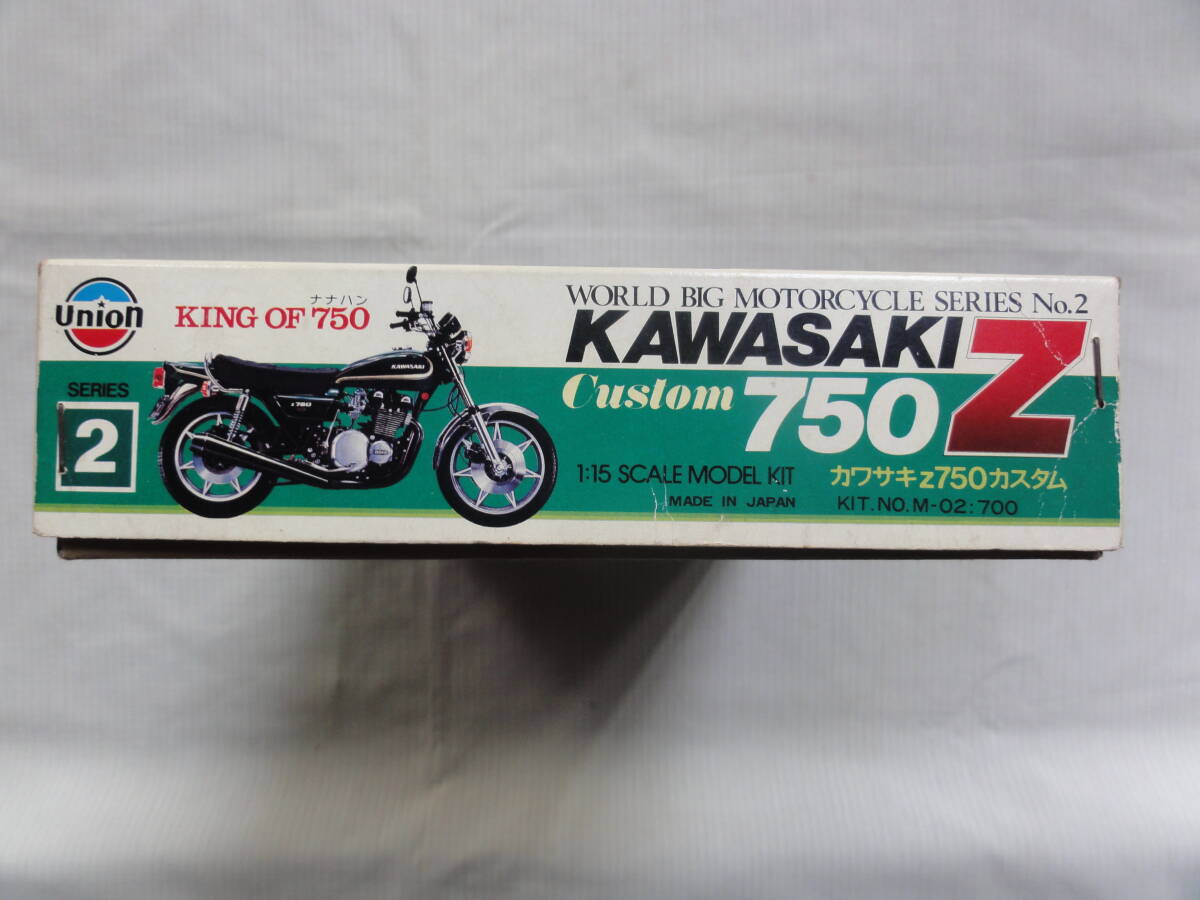 Union
SERIES
2
ナナハン
KING OF 750
KAWASAKI
z 750
WORLD BIG MOTORCYCLE SERIES No.2
KAWASAKI Z
Custom 750
1:15 SCALE MODEL KIT
MADE IN JAPAN
カワサキz750カスタム
KIT.NO.M-02:700